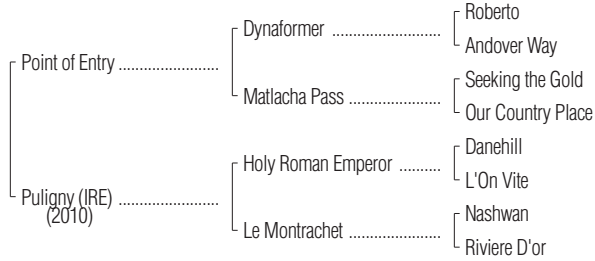 Roberto
Dynaformer ..........................
Andover Way
Point of Entry ........................
Seeking the Gold
Matlacha Pass ......................
Our Country Place
Danehill
Holy Roman Emperor ..........
L'On Vite
Puligny (IRE) ........................
(2010)
Nashwan
Le Montrachet ......................
Riviere D'or